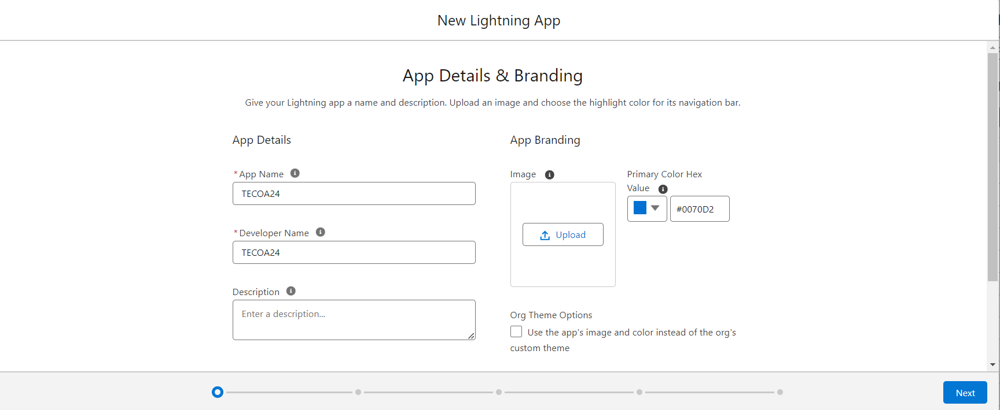 New Lightning App
App Details & Branding
Give your Lightning app a name and description. Upload an image and choose the highlight color for its navigation bar.
App Details
* App Name
TECOA24
* Developer Name
TECOA24
Description
Enter a description...
App Branding
Image
Upload
Primary Color Hex
Value
#0070D2
Org Theme Options
Use the app's image and color instead of the org's
custom theme
Next